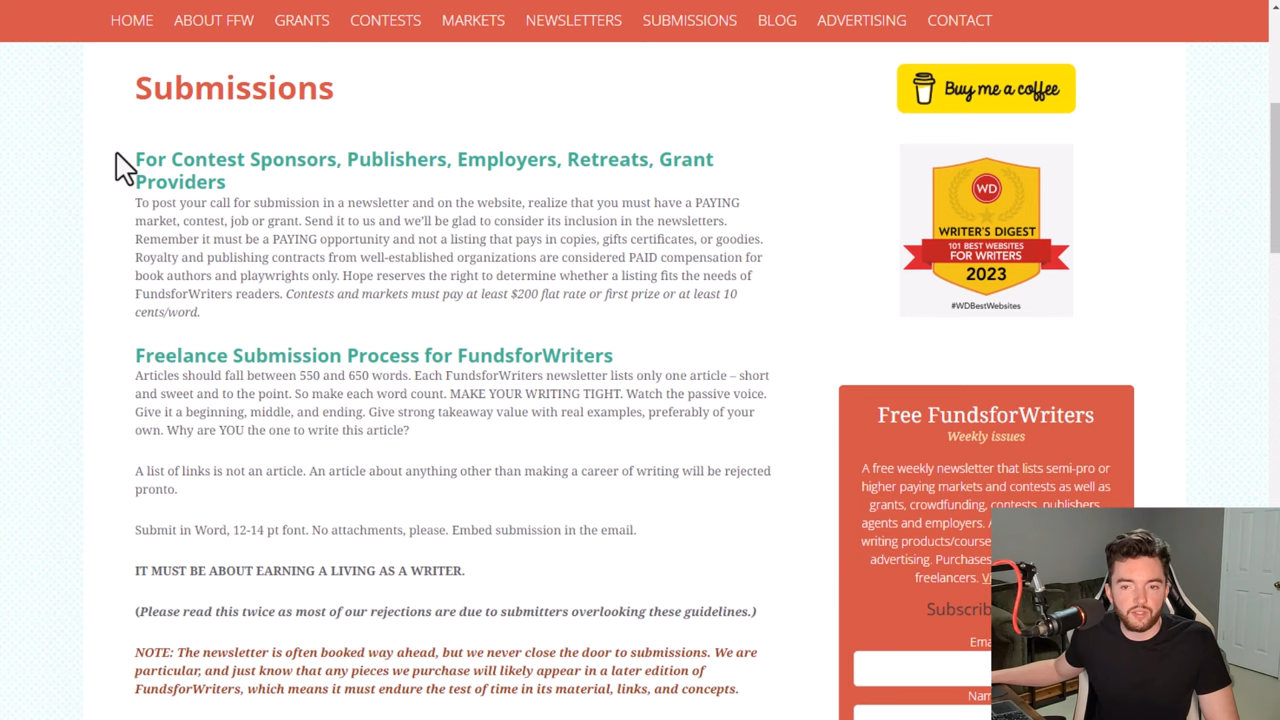 HOME ABOUT FFW GRANTS CONTESTS MARKETS NEWSLETTERS SUBMISSIONS BLOG ADVERTISING CONTACT
Submissions
For Contest Sponsors, Publishers, Employers, Retreats, Grant
Providers
To post your call for submission in a newsletter and on the website, realize that you must have a PAYING
market, contest, job or grant. Send it to us and we'll be glad to consider its inclusion in the newsletters.
Remember it must be a PAYING opportunity and not a listing that pays in copies, gifts certificates, or goodies.
Royalty and publishing contracts from well-established organizations are considered PAID compensation for
book authors and playwrights only. Hope reserves the right to determine whether a listing fits the needs of
FundsforWriters readers. Contests and markets must pay at least $200 flat rate or first prize or at least 10
cents/word.
Freelance Submission Process for FundsforWriters
Articles should fall between 550 and 650 words. Each FundsforWriters newsletter lists only one article – short
and sweet and to the point. So make each word count. MAKE YOUR WRITING TIGHT. Watch the passive voice.
Give it a beginning, middle, and ending. Give strong takeaway value with real examples, preferably of your
own. Why are YOU the one to write this article?
A list of links is not an article. An article about anything other than making a career of writing will be rejected
pronto.
Submit in Word, 12-14 pt font. No attachments, please. Embed submission in the email.
IT MUST BE ABOUT EARNING A LIVING AS A WRITER.
(Please read this twice as most of our rejections are due to submitters overlooking these guidelines.)
NOTE: The newsletter is often booked way ahead, but we never close the door to submissions. We are
particular, and just know that any pieces we purchase will likely appear in a later edition of
FundsforWriters, which means it must endure the test of time in its material, links, and concepts.
Buy me a coffee
WD
WRITER'S DIGEST
101 BEST WEBSITES
FOR WRITERS
2023
#WDBestWebsites
Free FundsforWriters
Weekly issues
A free weekly newsletter that lists semi-pro or
higher paying markets and contests as well as
grants, crowdfunding, contests, publishers,
agents and employers. A
writing products/course
advertising. Purchases
freelancers. Vi
Subscrib
Ema
Nam